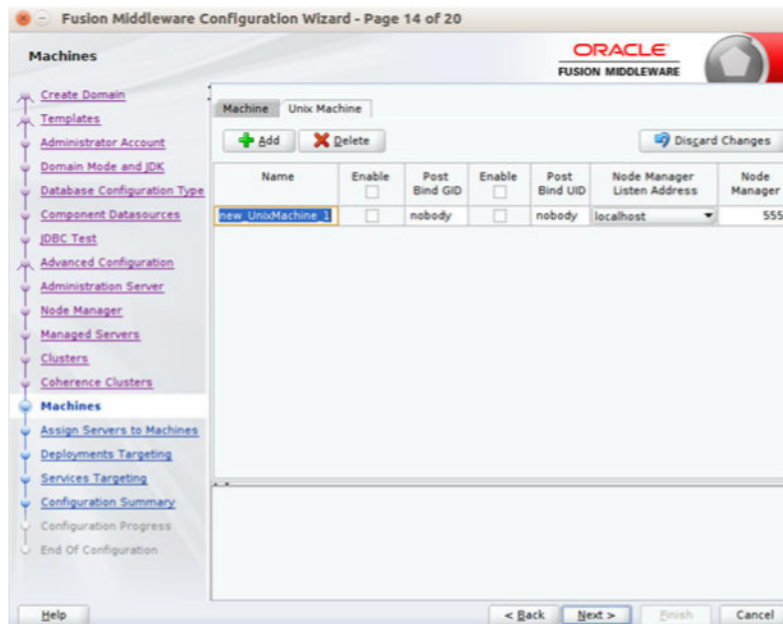 Fusion Middleware Configuration Wizard - Page 14 of 20
Machines
ORACLE
FUSION MIDDLEWARE
Create Domain
Templates
Administrator Account
Domain Mode and JDK
Database Configuration Type
Component Datasources
JDBC Test
Advanced Configuration
Administration Server
Node Manager
Managed Servers
Clusters
Coherence Clusters
Machines
Assign Servers to Machines
Deployments Targeting
Services Targeting
Configuration Summary
Configuration Progress
End Of Configuration
Machine Unix Machine
Add Delete Discard Changes
Name Enable Post Bind GID Enable Post Bind UID Node Manager Listen Address Node Manager
new_UnixMachine_1 nobody nobody localhost 555
Help < Back Next > Finish Cancel